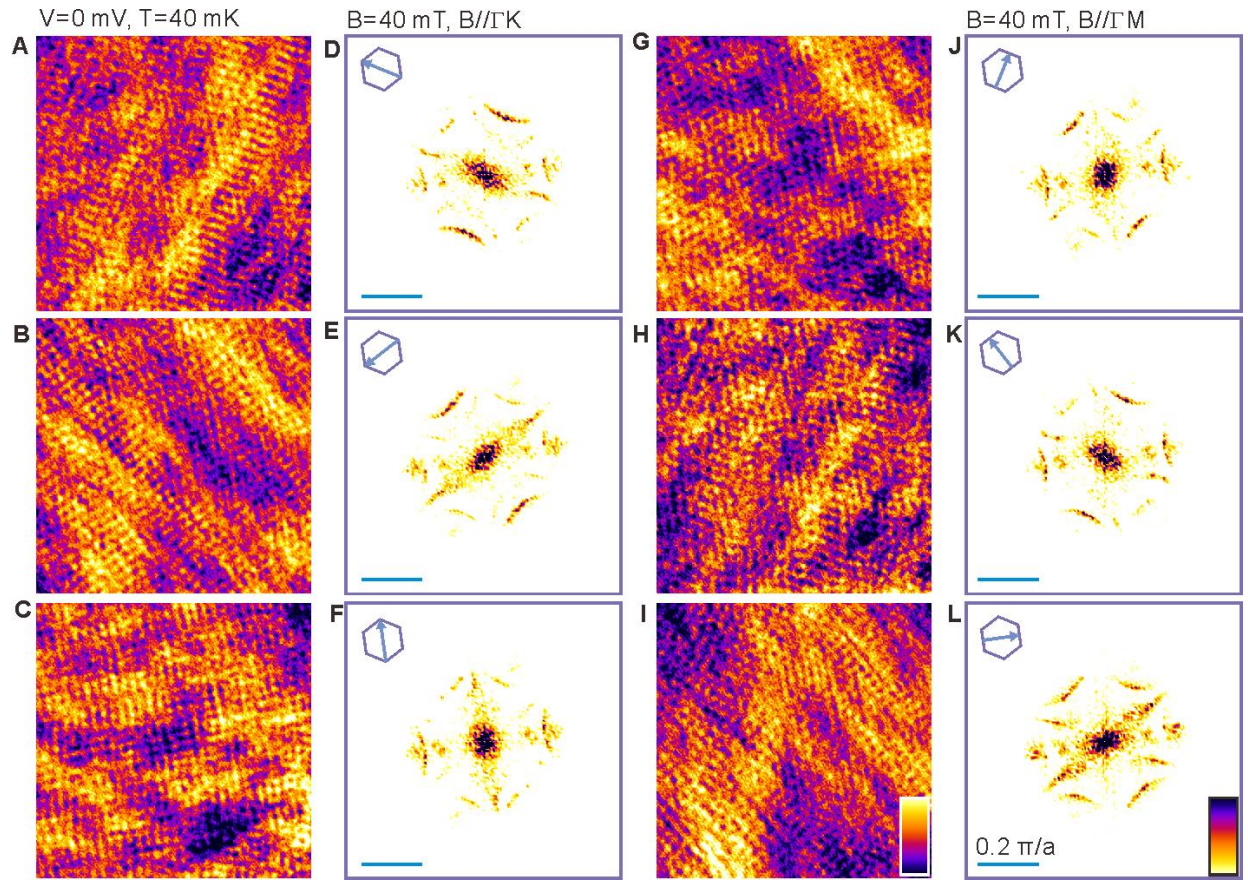 V=0 mV, T=40 mK
B=40 mT, B//ΓK
B=40 mT, B//ΓM
A
D
G
J
B
E
H
K
C
F
I
L
0.2 π/a